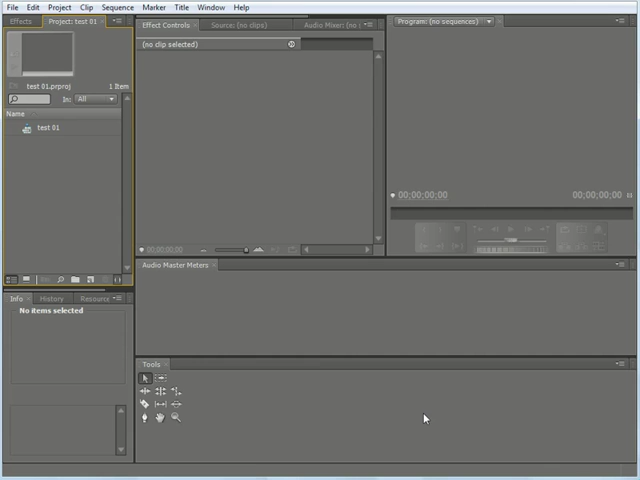 File Edit Project Clip Sequence Marker Title Window Help
Effects Project: test 01
Effect Controls Source: (no clips) Audio Mixer: (no
Program: (no sequences)
(no clip selected)
test 01.prproj 1 Item
In: All
Name
test 01
00;00;00;00 00;00;00;00
00;00;00;00
Audio Master Meters
Info History Resource
No items selected
Tools